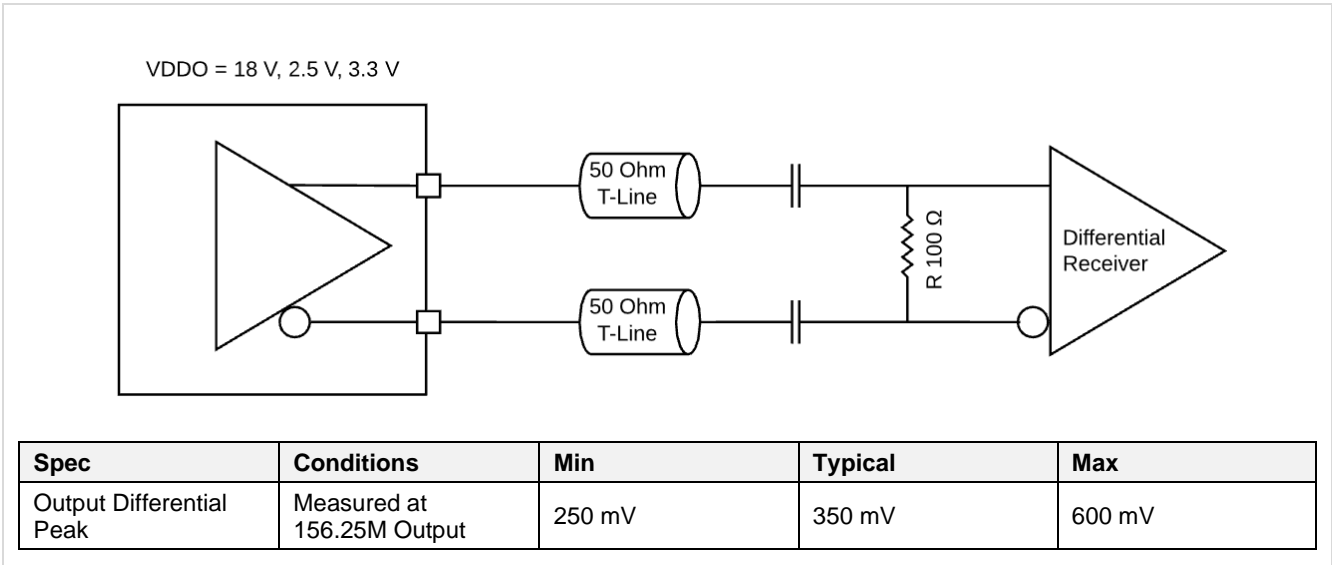 VDDO = 18 V, 2.5 V, 3.3 V
50 Ohm
T-Line
50 Ohm
T-Line
R 100 Ω
Differential
Receiver
Spec Conditions Min Typical Max
Output Differential
Peak
Measured at
156.25M Output
250 mV
350 mV
600 mV